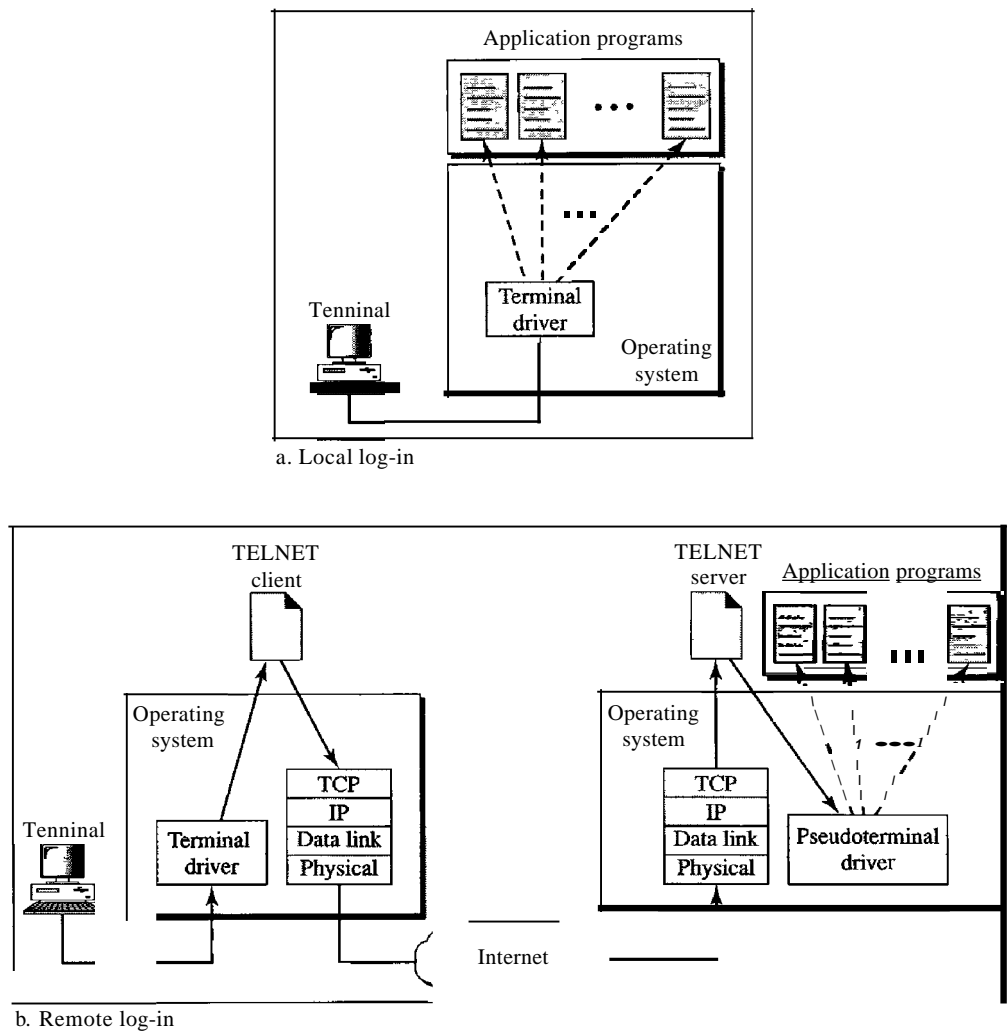 Application programs
Terminal
driver
Tenninal
Operating
system
a. Local log-in
TELNET
client
TELNET
server
Application programs
Operating
system
Operating
system
TCP
IP
Data link
Physical
Tenninal
Terminal
driver
TCP
IP
Data link
Physical
Pseudoterminal
driver
1
1
Internet
b. Remote log-in